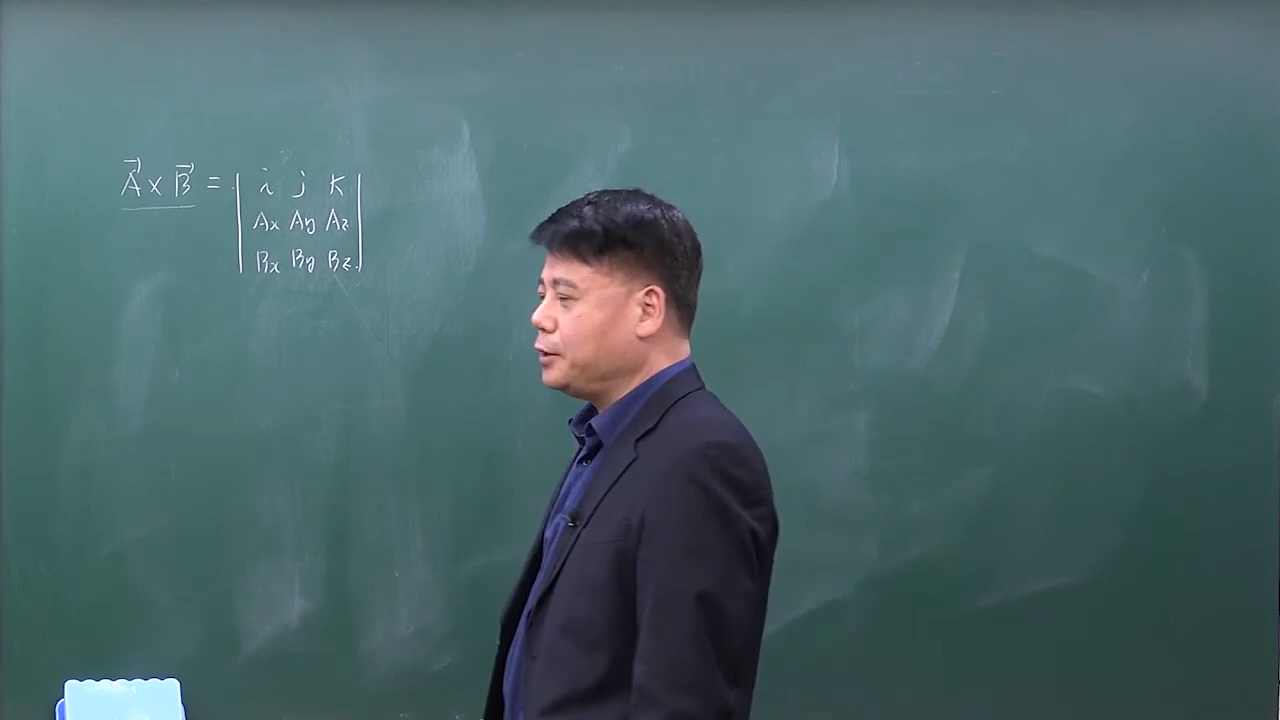 A⃗ x B⃗ = | i j k |
| Ax Ay Az |
| Bx By Bz |